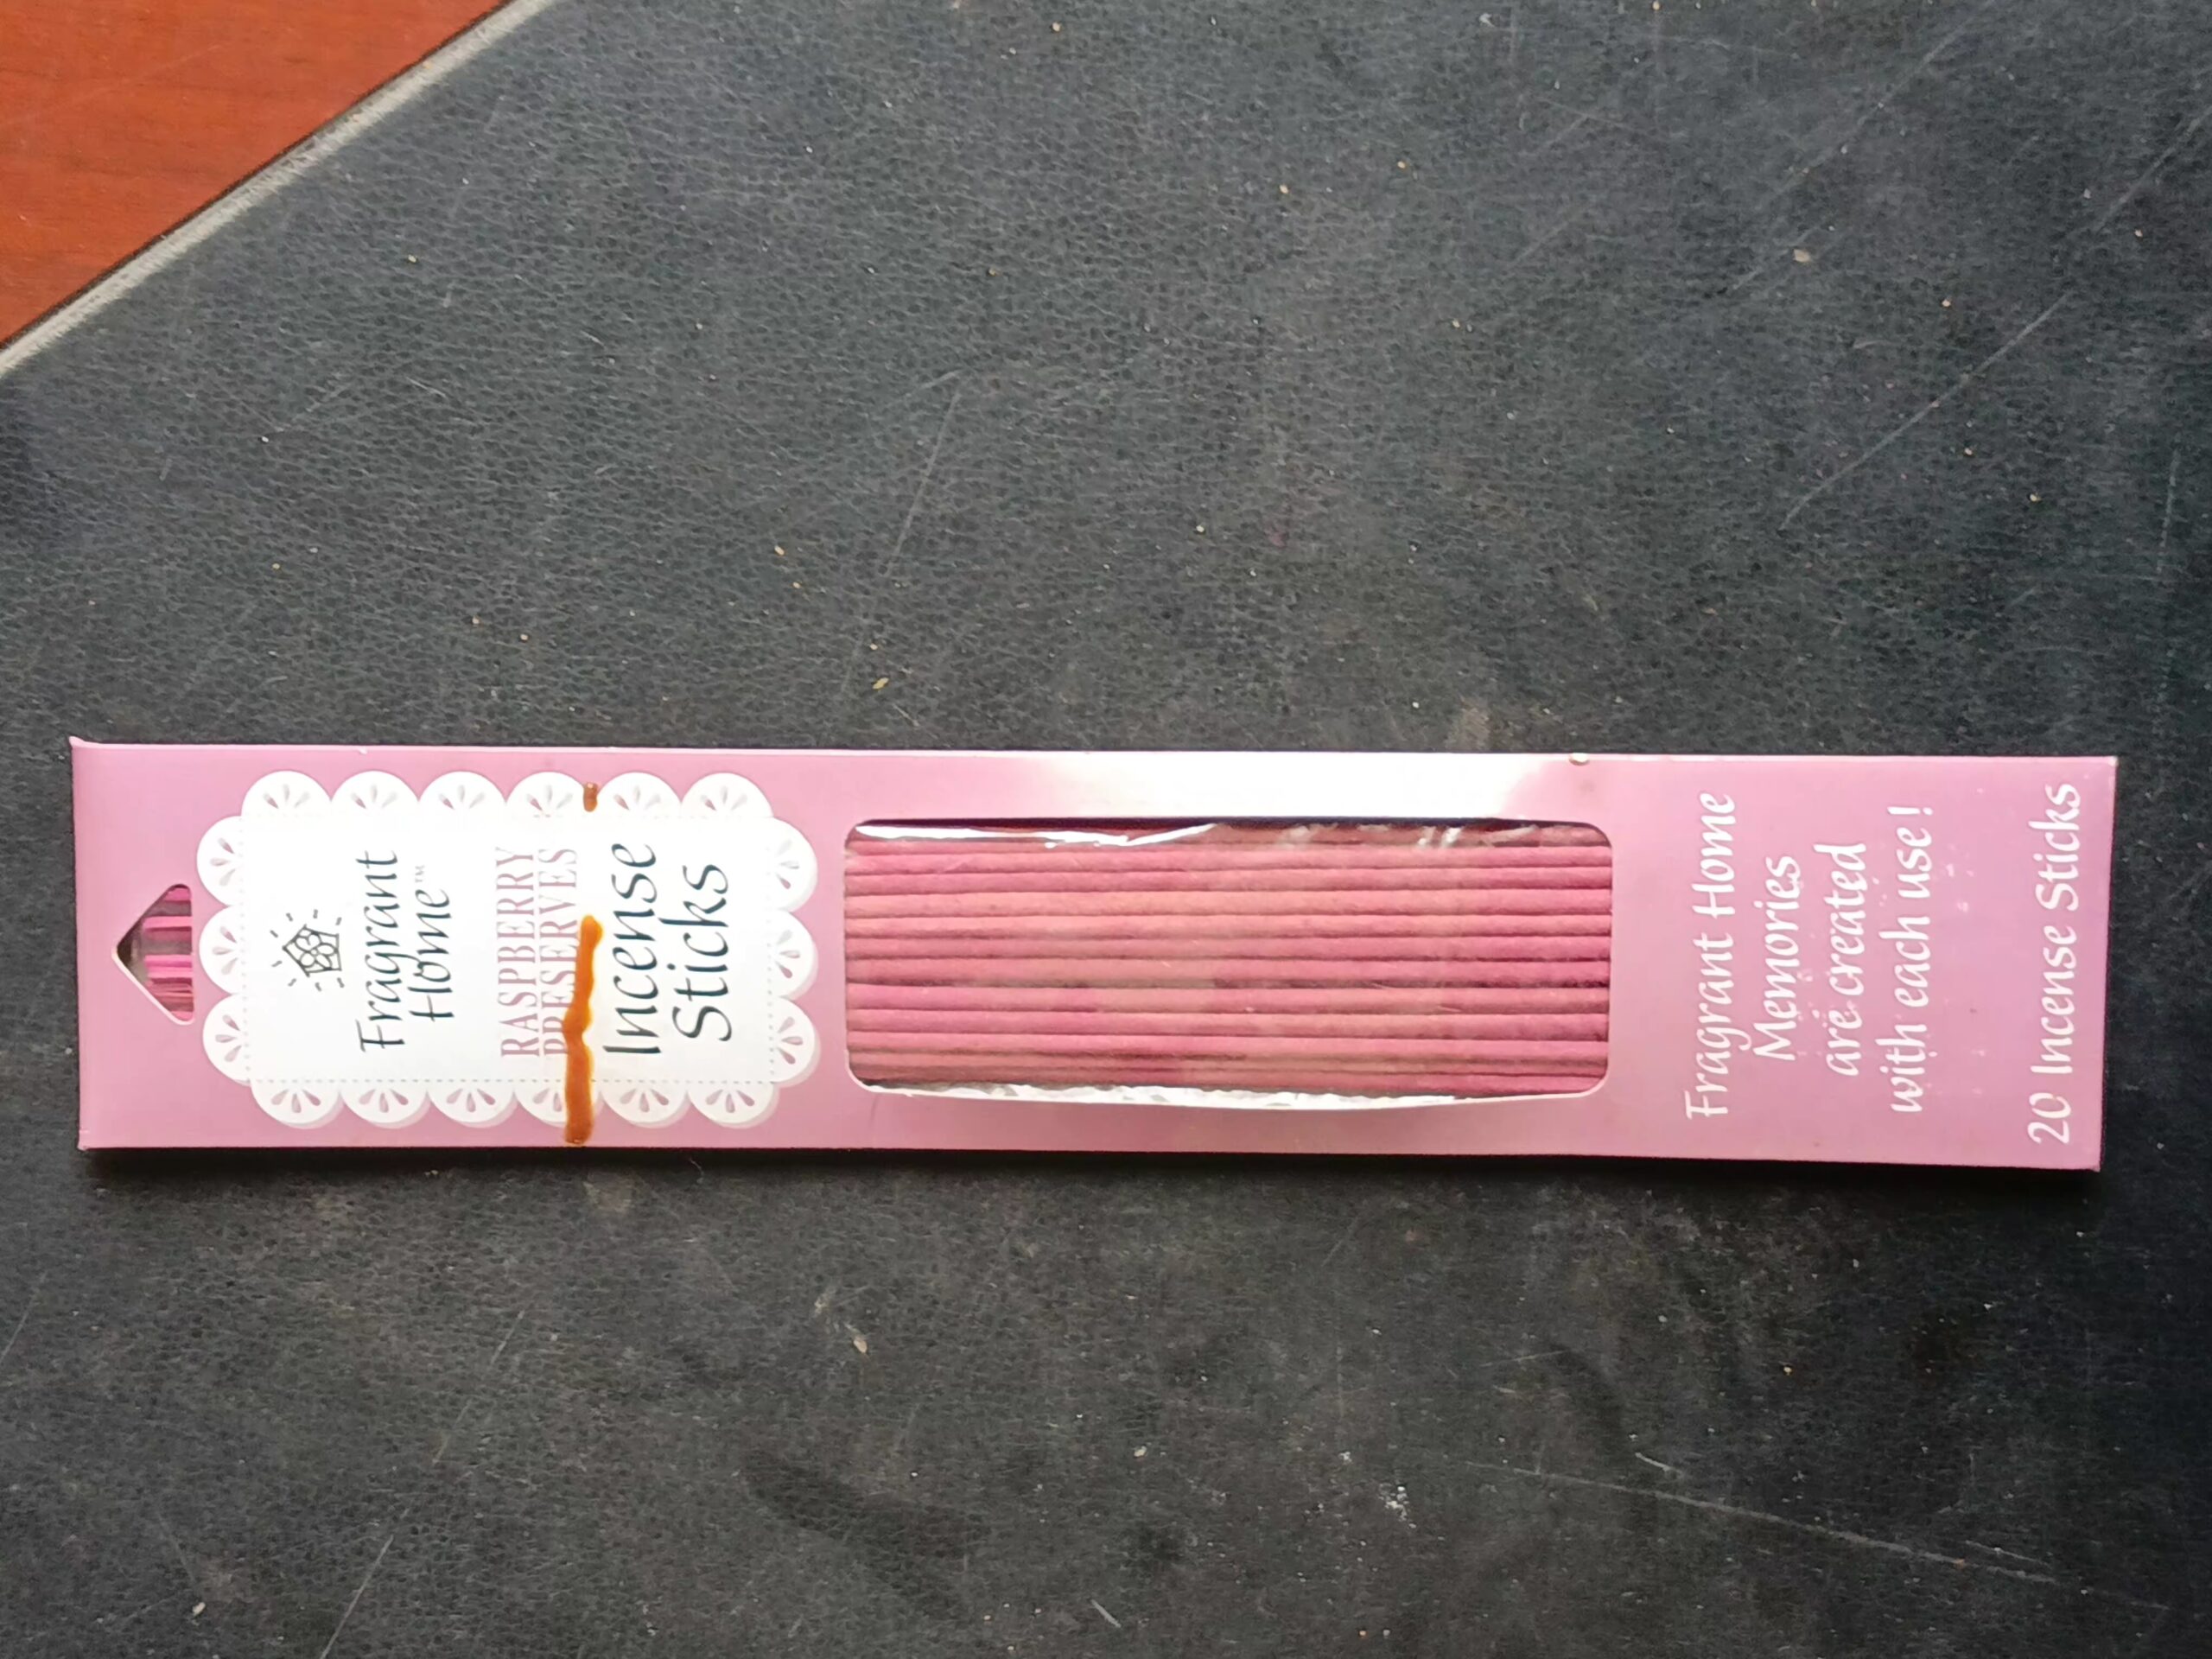 Fragrant
Home™
RASPBERRY
PRESERVES
Incense
Sticks
Fragrant Home
Memories
are created
with each use!
20 Incense Sticks